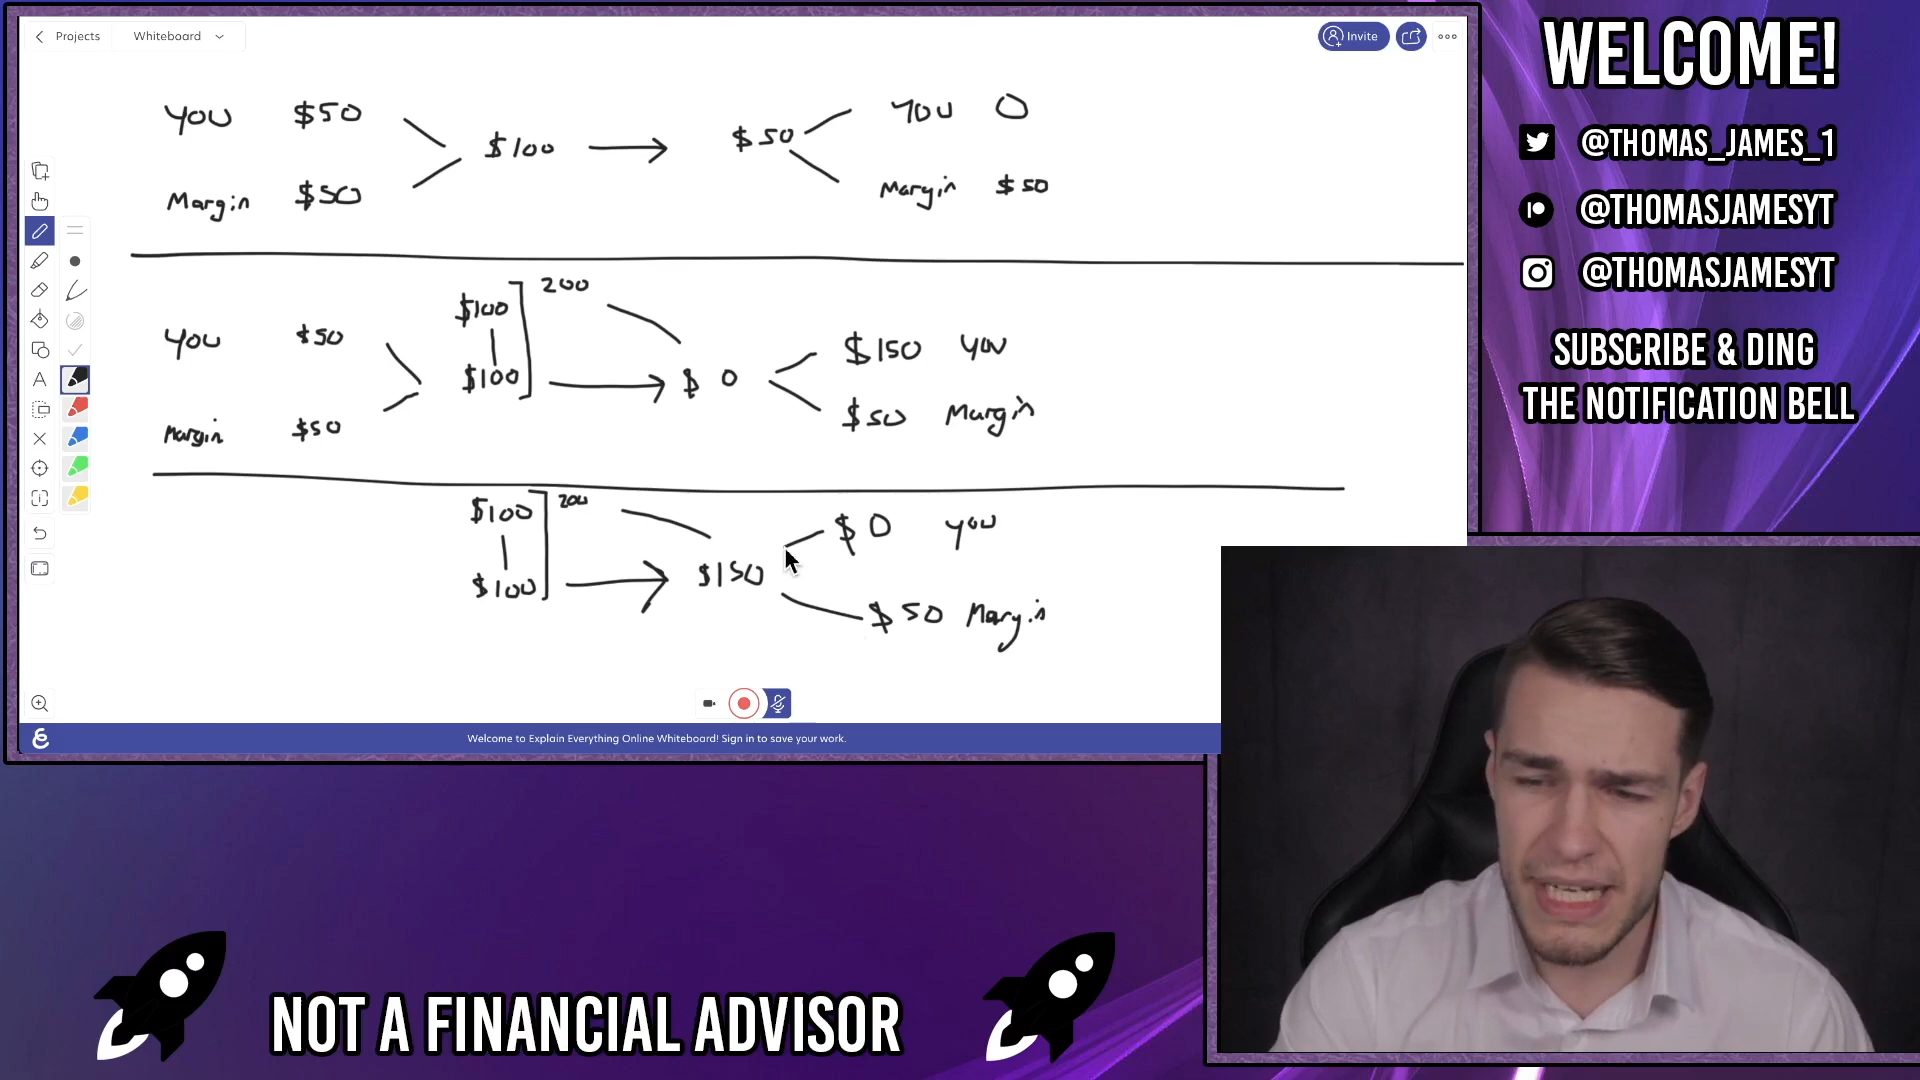 Projects
Whiteboard
Invite
you $50
Margin $50
$100
$50
you 0
Margin $50
you $50
Margin $50
$100
$100
200
$ 0
$150 you
$50 Margin
$100
$100
200
$150
$0 you
$50 Margin
A
Welcome to Explain Everything Online Whiteboard! Sign in to save your work.
WELCOME!
@THOMAS_JAMES_1
@THOMASJAMESYT
@THOMASJAMESYT
SUBSCRIBE & DING
THE NOTIFICATION BELL
NOT A FINANCIAL ADVISOR